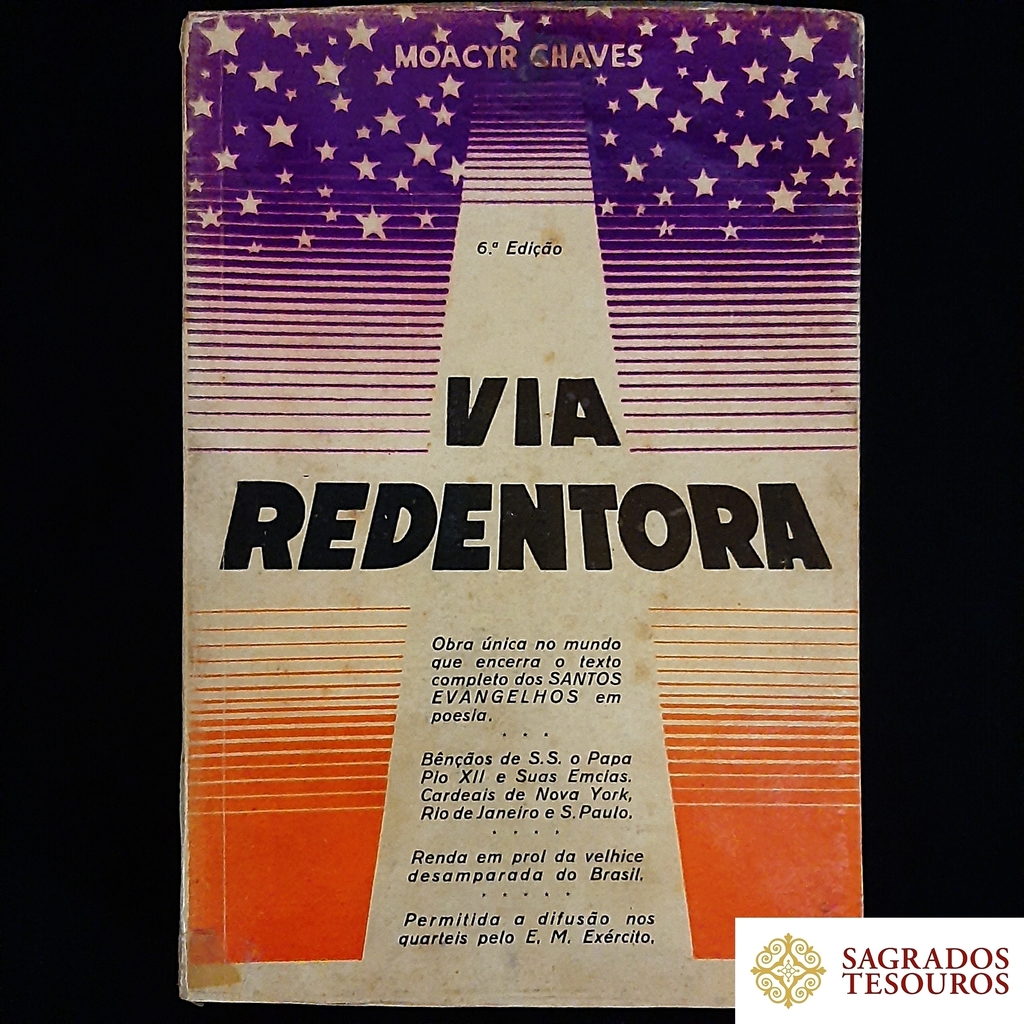 MOACYR CHAVES
6.ª Edição
VIA
REDENTORA
Obra única no mundo
que encerra o texto
completo dos SANTOS
EVANGELHOS em
poesia.
Bênçãos de S.S. o Papa
Pio XII e Suas Emcias.
Cardeais de Nova York,
Rio de Janeiro e S. Paulo.
Renda em prol da velhice
desamparada do Brasil.
Permitida a difusão nos
quarteis pelo E. M. Exército.
SAGRADOS
TESOUROS